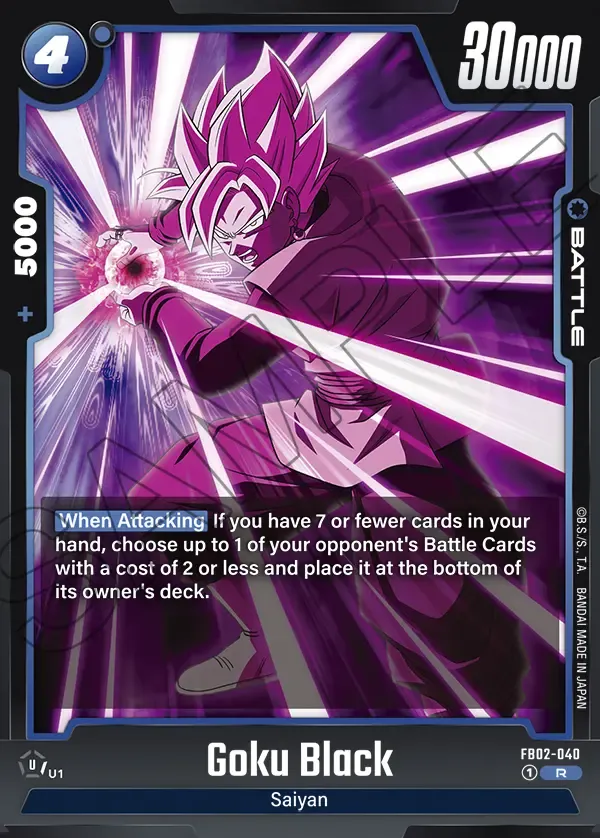 4
30000
+ 5000
BATTLE
SAMPLE
When Attacking If you have 7 or fewer cards in your
hand, choose up to 1 of your opponent's Battle Cards
with a cost of 2 or less and place it at the bottom of
its owner's deck.
©B.S./S., T.A. BANDAI MADE IN JAPAN
U7/U1
Goku Black
FB02-040
1 R
Saiyan